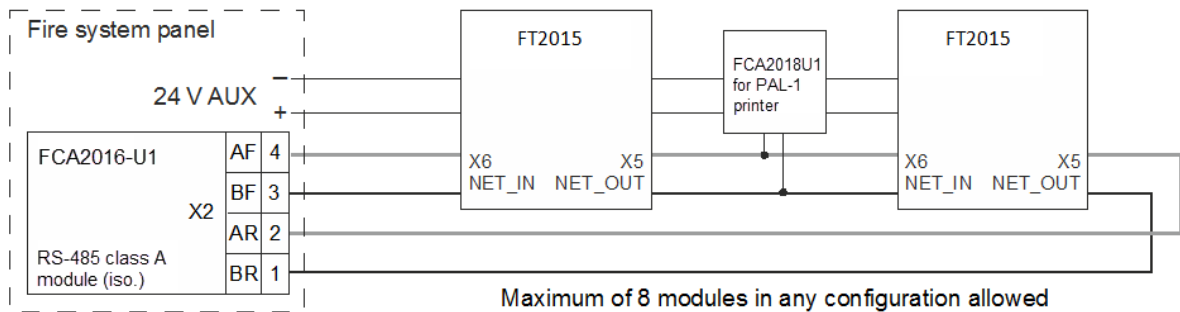 Fire system panel
24 V AUX
−
+
FCA2016-U1
X2
RS-485 class A
module (iso.)
AF 4
BF 3
AR 2
BR 1
FT2015
X6
NET_IN
X5
NET_OUT
FCA2018U1
for PAL-1
printer
FT2015
X6
NET_IN
X5
NET_OUT
Maximum of 8 modules in any configuration allowed